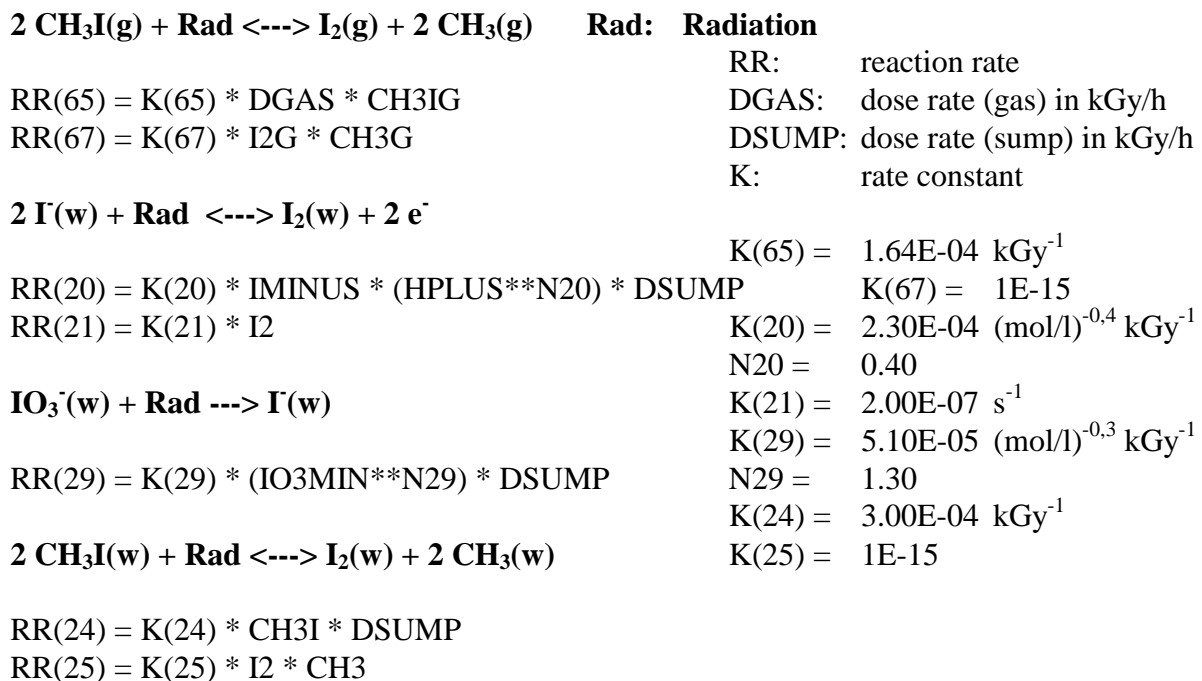 2 CH₃I(g) + Rad <---> I₂(g) + 2 CH₃(g) Rad: Radiation
RR: reaction rate
RR(65) = K(65) * DGAS * CH3IG DGAS: dose rate (gas) in kGy/h
RR(67) = K(67) * I2G * CH3G DSUMP: dose rate (sump) in kGy/h
K: rate constant
2 I⁻(w) + Rad <---> I₂(w) + 2 e⁻
K(65) = 1.64E-04 kGy⁻¹
RR(20) = K(20) * IMINUS * (HPLUS**N20) * DSUMP K(67) = 1E-15
RR(21) = K(21) * I2 K(20) = 2.30E-04 (mol/l)⁻⁰,⁴ kGy⁻¹
N20 = 0.40
IO₃⁻(w) + Rad ---> I⁻(w) K(21) = 2.00E-07 s⁻¹
K(29) = 5.10E-05 (mol/l)⁻⁰,³ kGy⁻¹
RR(29) = K(29) * (IO3MIN**N29) * DSUMP N29 = 1.30
K(24) = 3.00E-04 kGy⁻¹
2 CH₃I(w) + Rad <---> I₂(w) + 2 CH₃(w) K(25) = 1E-15
RR(24) = K(24) * CH3I * DSUMP
RR(25) = K(25) * I2 * CH3